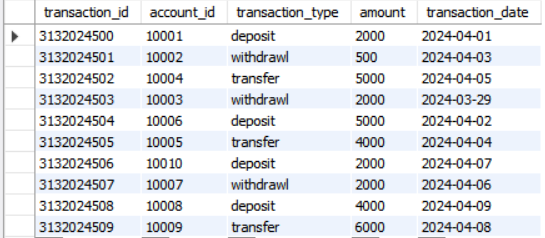 transaction_id account_id transaction_type amount transaction_date
3132024500 10001 deposit 2000 2024-04-01
3132024501 10002 withdrawl 500 2024-04-03
3132024502 10004 transfer 5000 2024-04-05
3132024503 10003 withdrawl 2000 2024-03-29
3132024504 10006 deposit 5000 2024-04-02
3132024505 10005 transfer 4000 2024-04-04
3132024506 10010 deposit 2000 2024-04-07
3132024507 10007 withdrawl 2000 2024-04-06
3132024508 10008 deposit 4000 2024-04-09
3132024509 10009 transfer 6000 2024-04-08